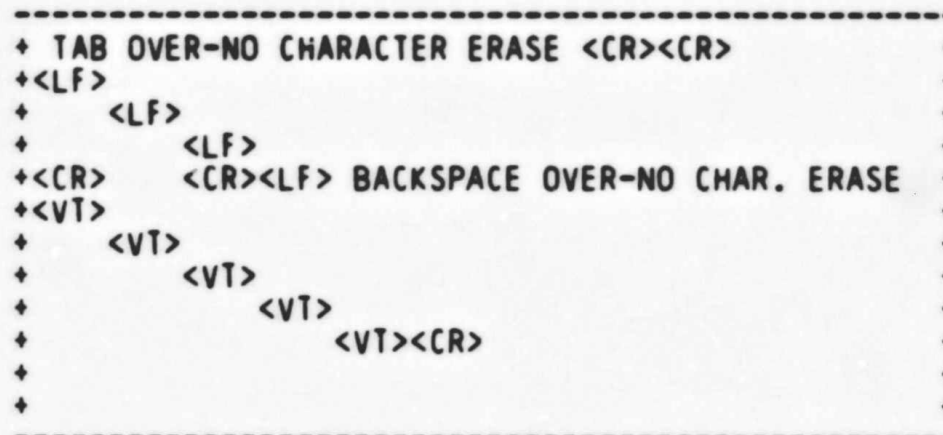 + TAB OVER-NO CHARACTER ERASE <CR><CR>
+<LF>
+    <LF>
+        <LF>
+<CR>    <CR><LF> BACKSPACE OVER-NO CHAR. ERASE
+<VT>
+    <VT>
+        <VT>
+            <VT>
+                <VT><CR>
+
+